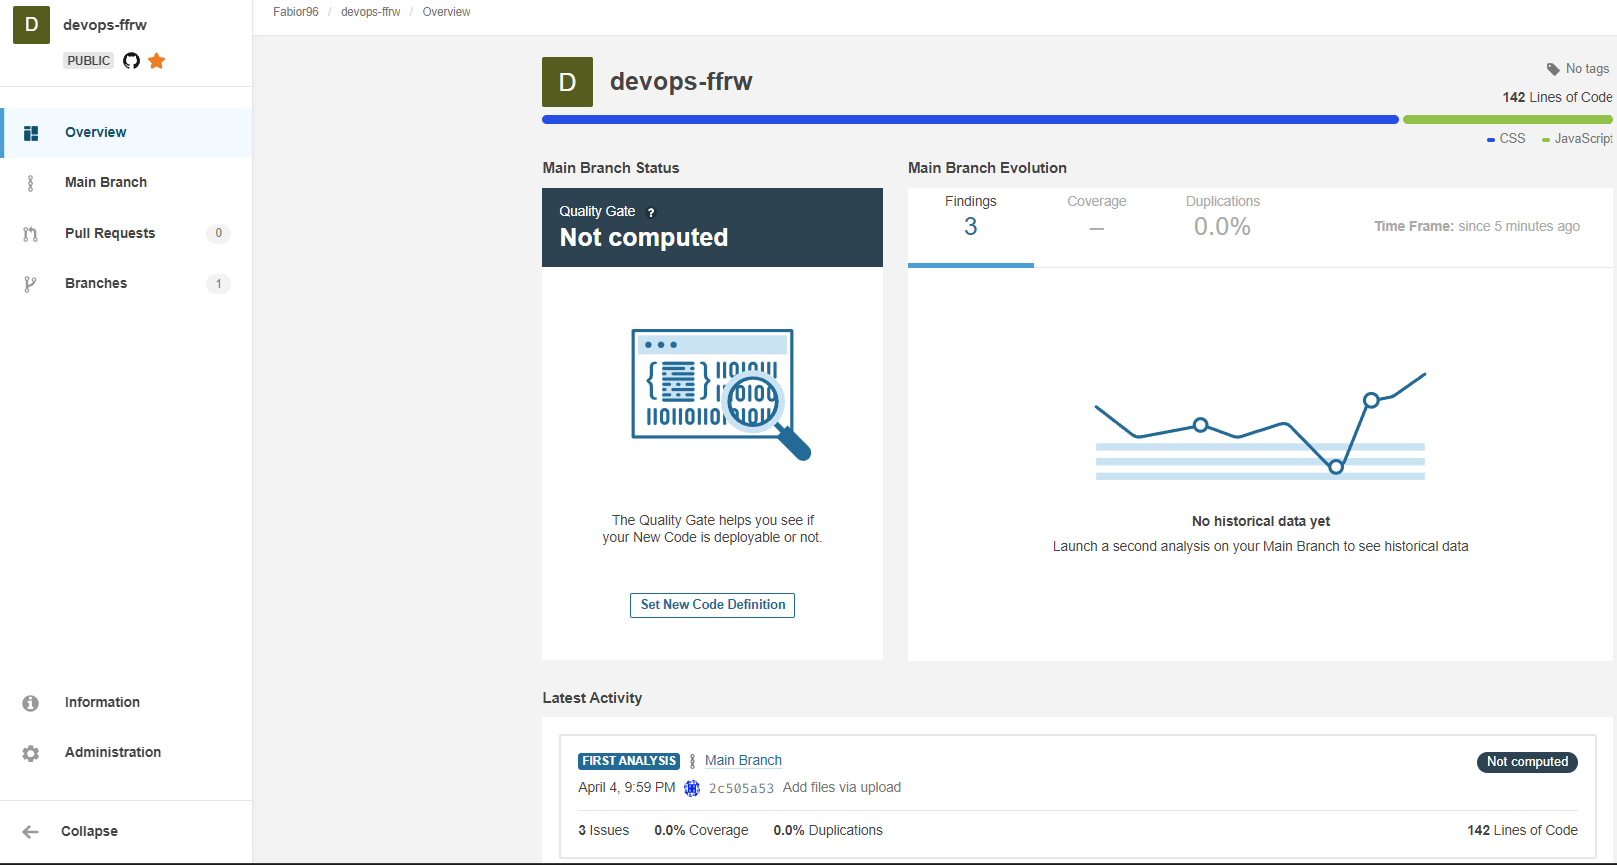 D
devops-ffrw
PUBLIC
Overview
Main Branch
Pull Requests 0
Branches 1
Information
Administration
Collapse
Fabior96 / devops-ffrw / Overview
D devops-ffrw
No tags
142 Lines of Code
CSS JavaScript
Main Branch Status
Quality Gate ?
Not computed
The Quality Gate helps you see if
your New Code is deployable or not.
Set New Code Definition
Main Branch Evolution
Findings Coverage Duplications
3 – 0.0%
Time Frame: since 5 minutes ago
No historical data yet
Launch a second analysis on your Main Branch to see historical data
Latest Activity
FIRST ANALYSIS Main Branch Not computed
April 4, 9:59 PM 2c505a53 Add files via upload
3 Issues 0.0% Coverage 0.0% Duplications 142 Lines of Code